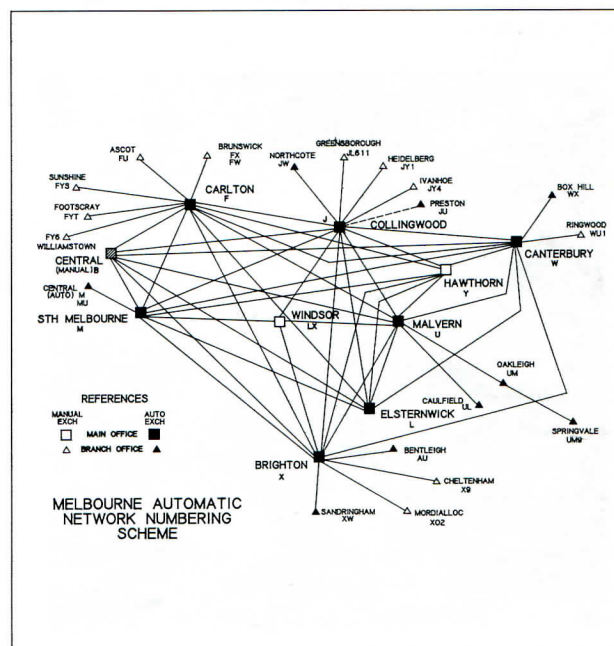 ASCOT
FU
BRUNSWICK
FX
FW
GREENSBOROUGH
JL611
NORTHCOTE
JW
HEIDELBERG
JY1
IVANHOE
JY4
PRESTON
JU
SUNSHINE
FY5
FOOTSCRAY
FYT
FY6
WILLIAMSTOWN
CARLTON
F
J
COLLINGWOOD
BOX HILL
WX
RINGWOOD
WU1
CANTERBURY
W
CENTRAL
(MANUAL)B
CENTRAL
(AUTO) M
MU
STH MELBOURNE
M
HAWTHORN
Y
WINDSOR
LX
MALVERN
U
OAKLEIGH
UM
CAULFIELD
UL
SPRINGVALE
UM9
ELSTERNWICK
L
REFERENCES
MANUAL EXCH
AUTO EXCH
MAIN OFFICE
BRANCH OFFICE
BRIGHTON
X
BENTLEIGH
AU
CHELTENHAM
X9
MORDIALLOC
XO2
SANDRINGHAM
XW
MELBOURNE AUTOMATIC
NETWORK NUMBERING
SCHEME